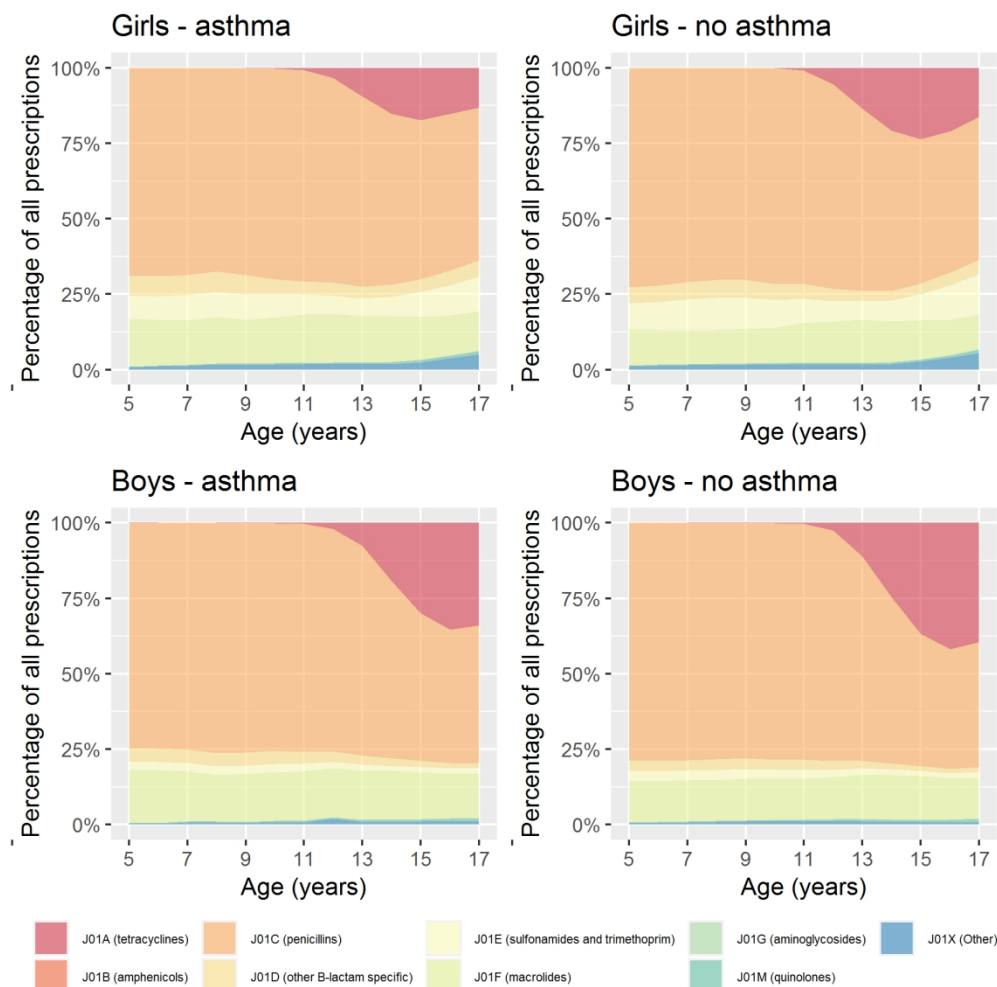 Girls - asthma
Girls - no asthma
Percentage of all prescriptions
100%
75%
50%
25%
0%
5 7 9 11 13 15 17
Age (years)
Percentage of all prescriptions
100%
75%
50%
25%
0%
5 7 9 11 13 15 17
Age (years)
Boys - asthma
Boys - no asthma
Percentage of all prescriptions
100%
75%
50%
25%
0%
5 7 9 11 13 15 17
Age (years)
Percentage of all prescriptions
100%
75%
50%
25%
0%
5 7 9 11 13 15 17
Age (years)
J01A (tetracyclines)
J01C (penicillins)
J01E (sulfonamides and trimethoprim)
J01G (aminoglycosides)
J01X (Other)
J01B (amphenicols)
J01D (other B-lactam specific)
J01F (macrolides)
J01M (quinolones)